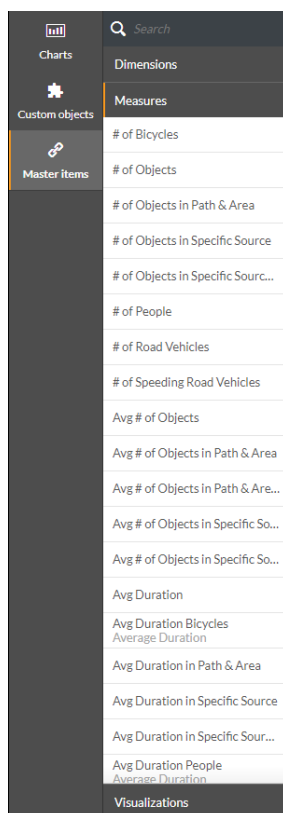 Charts
Custom objects
Master items
Search
Dimensions
Measures
# of Bicycles
# of Objects
# of Objects in Path & Area
# of Objects in Specific Source
# of Objects in Specific Sourc...
# of People
# of Road Vehicles
# of Speeding Road Vehicles
Avg # of Objects
Avg # of Objects in Path & Area
Avg # of Objects in Path & Are...
Avg # of Objects in Specific So...
Avg # of Objects in Specific So...
Avg Duration
Avg Duration Bicycles
Average Duration
Avg Duration in Path & Area
Avg Duration in Specific Source
Avg Duration in Specific Sour...
Avg Duration People
Average Duration
Visualizations